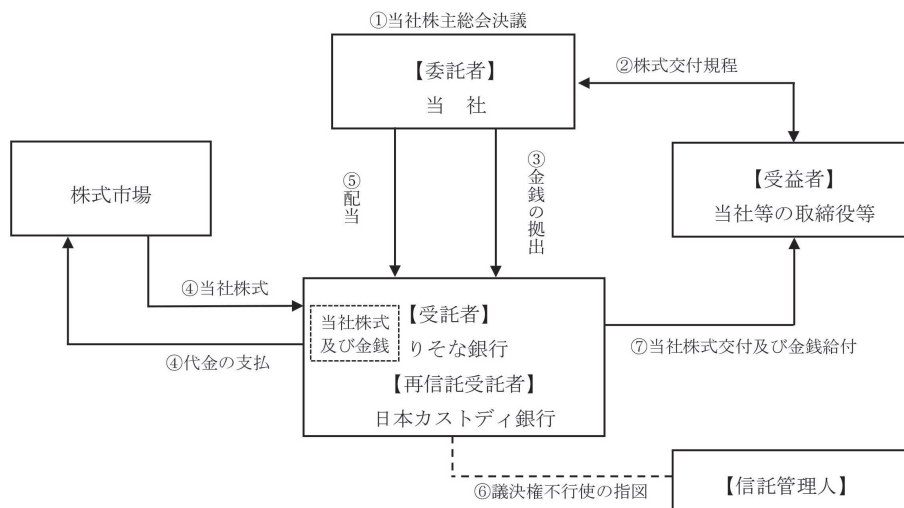 ①当社株主総会決議
【委託者】
当　社
②株式交付規程
株式市場
⑤配当
③金銭の拠出
【受益者】
当社等の取締役等
④当社株式
当社株式
及び金銭
【受託者】
りそな銀行
【再信託受託者】
日本カストディ銀行
④代金の支払
⑦当社株式交付及び金銭給付
⑥議決権不行使の指図
【信託管理人】